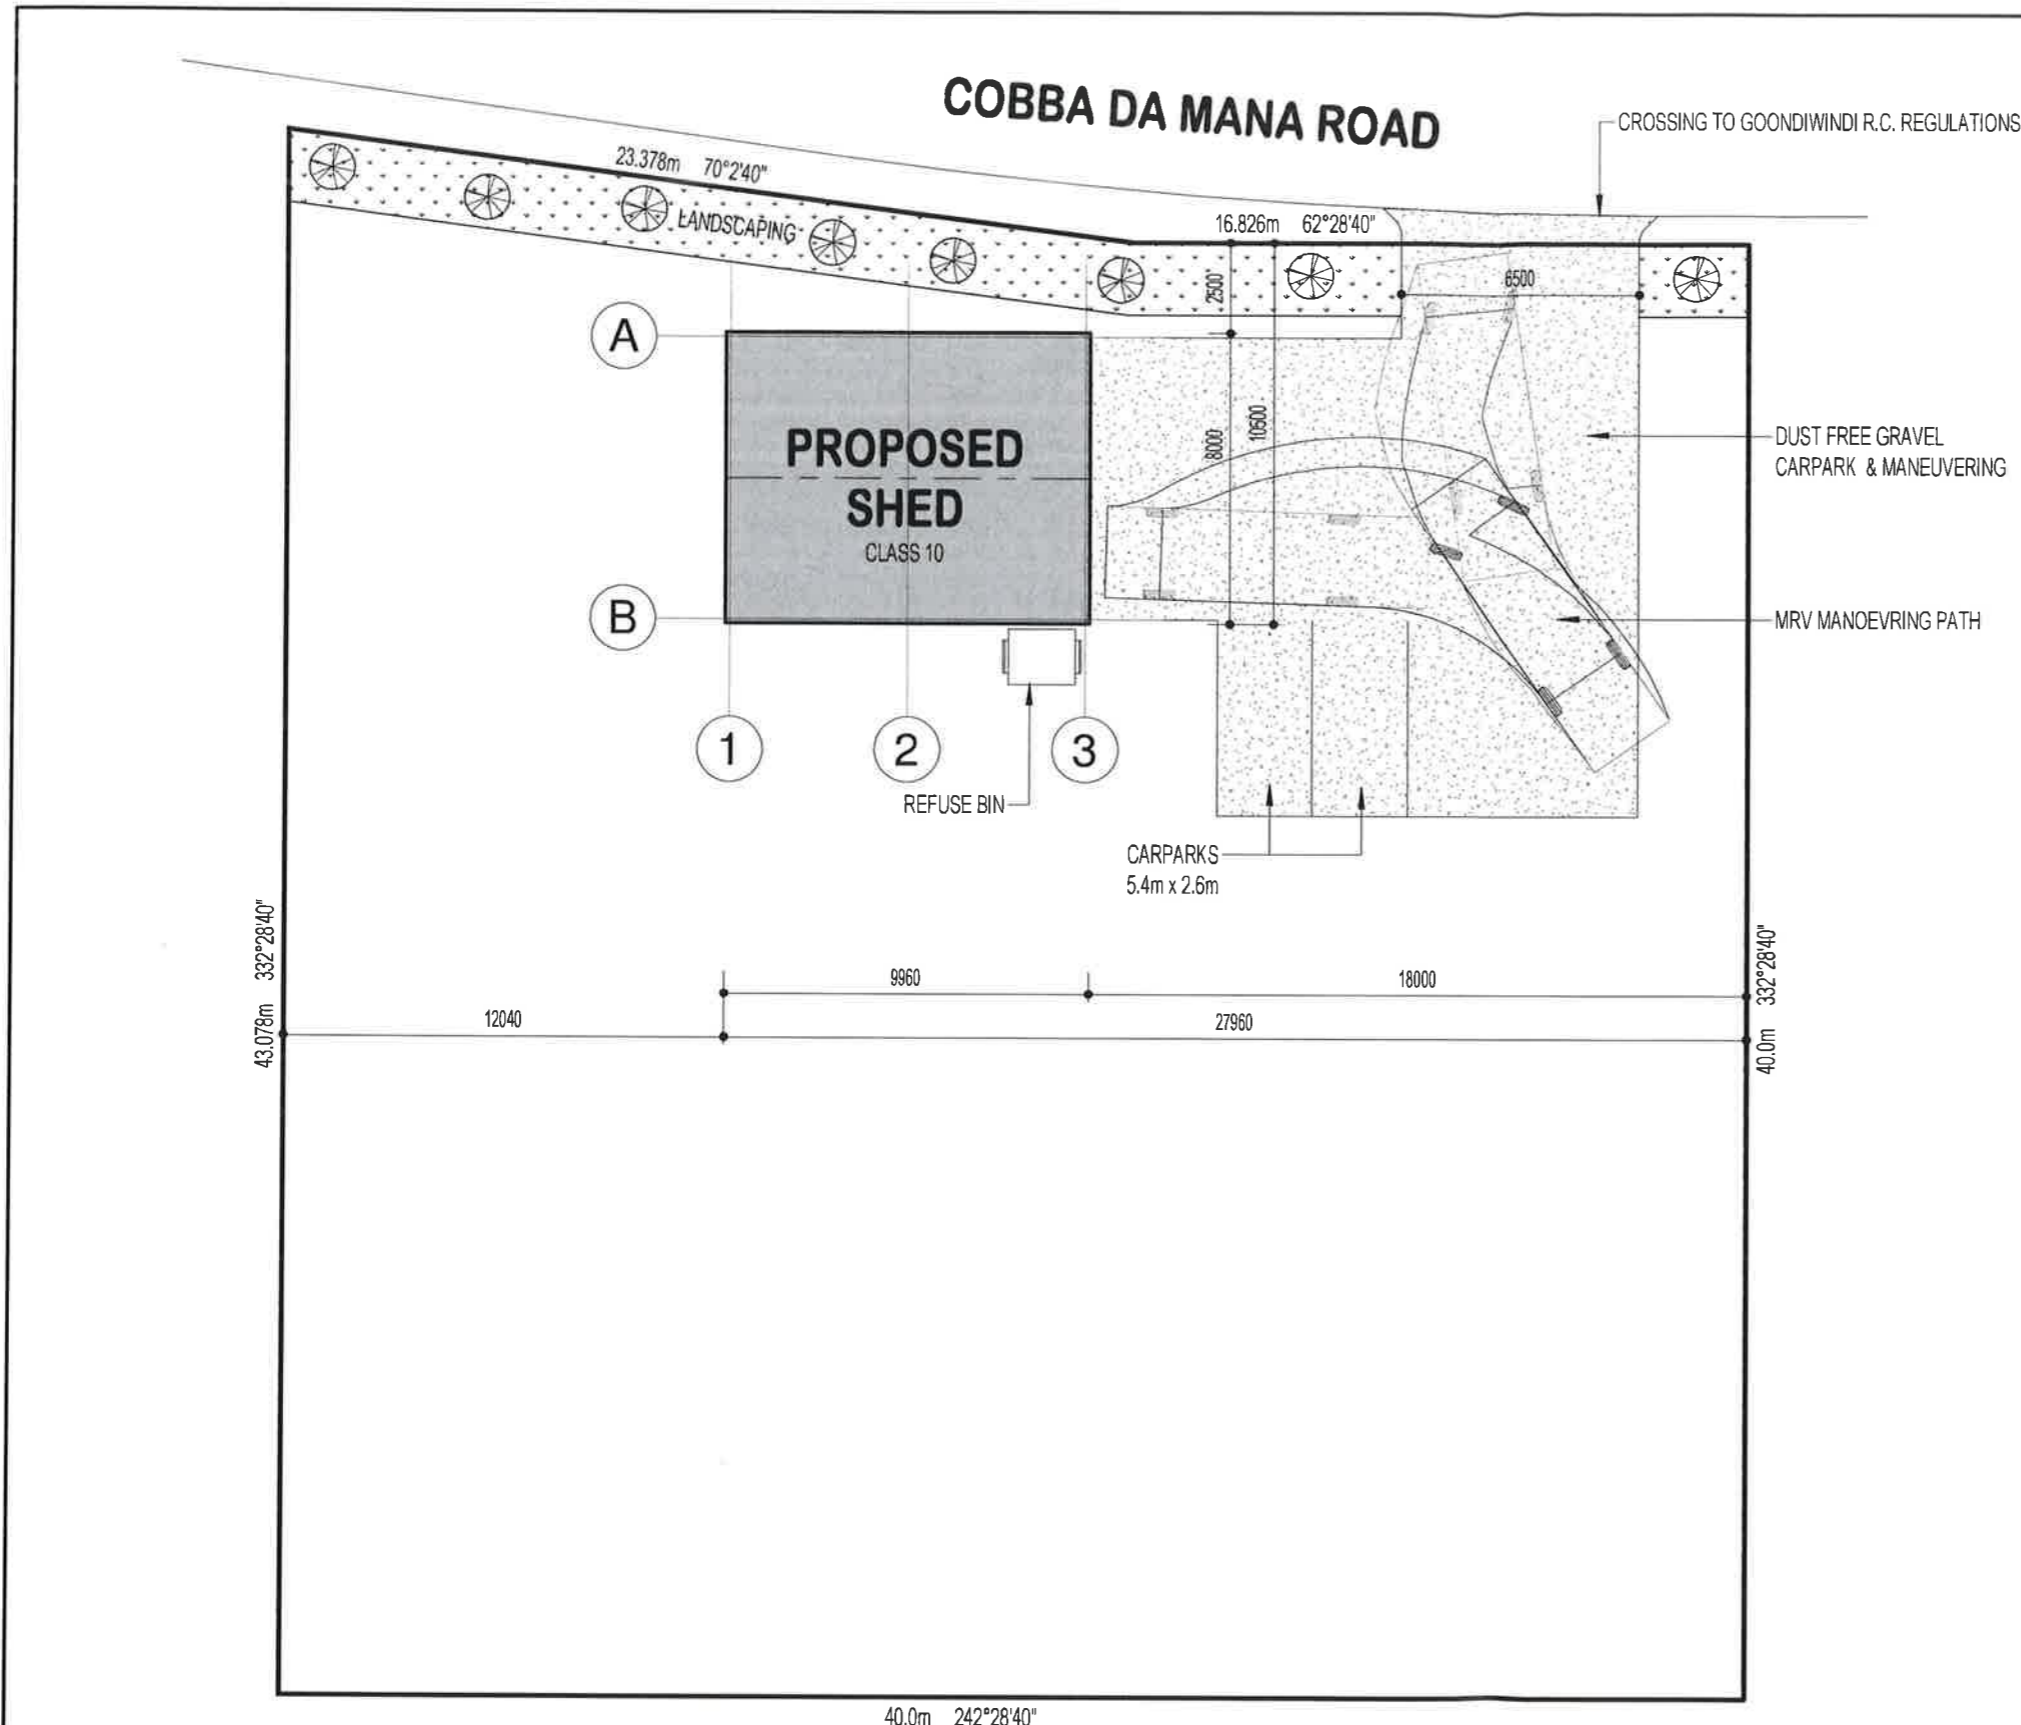 COBBA DA MANA ROAD
CROSSING TO GOONDIWINDI R.C. REGULATIONS
23.378m 70°2'40"
LANDSCAPING
16.826m 62°28'40"
2500
6500
A
PROPOSED
SHED
CLASS 10
8000
10500
DUST FREE GRAVEL
CARPARK & MANEUVERING
B
MRV MANOEVRING PATH
1
2
3
REFUSE BIN
CARPARKS
5.4m x 2.6m
43.078m 332°28'40"
40.0m 332°28'40"
9960
18000
12040
27960
40.0m 242°28'40"